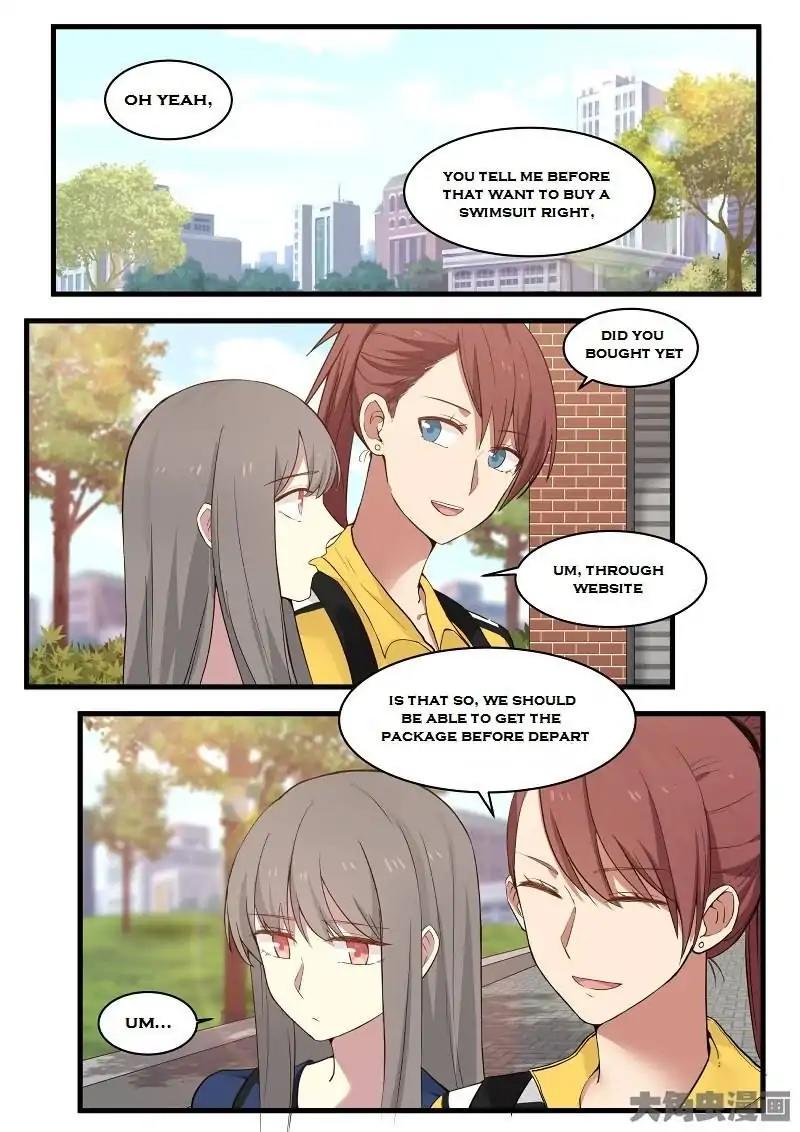 OH YEAH,
YOU TELL ME BEFORE
THAT WANT TO BUY A
SWIMSUIT RIGHT,
DID YOU
BOUGHT YET
UM, THROUGH
WEBSITE
IS THAT SO, WE SHOULD
BE ABLE TO GET THE
PACKAGE BEFORE DEPART
UM...
大角虫漫画